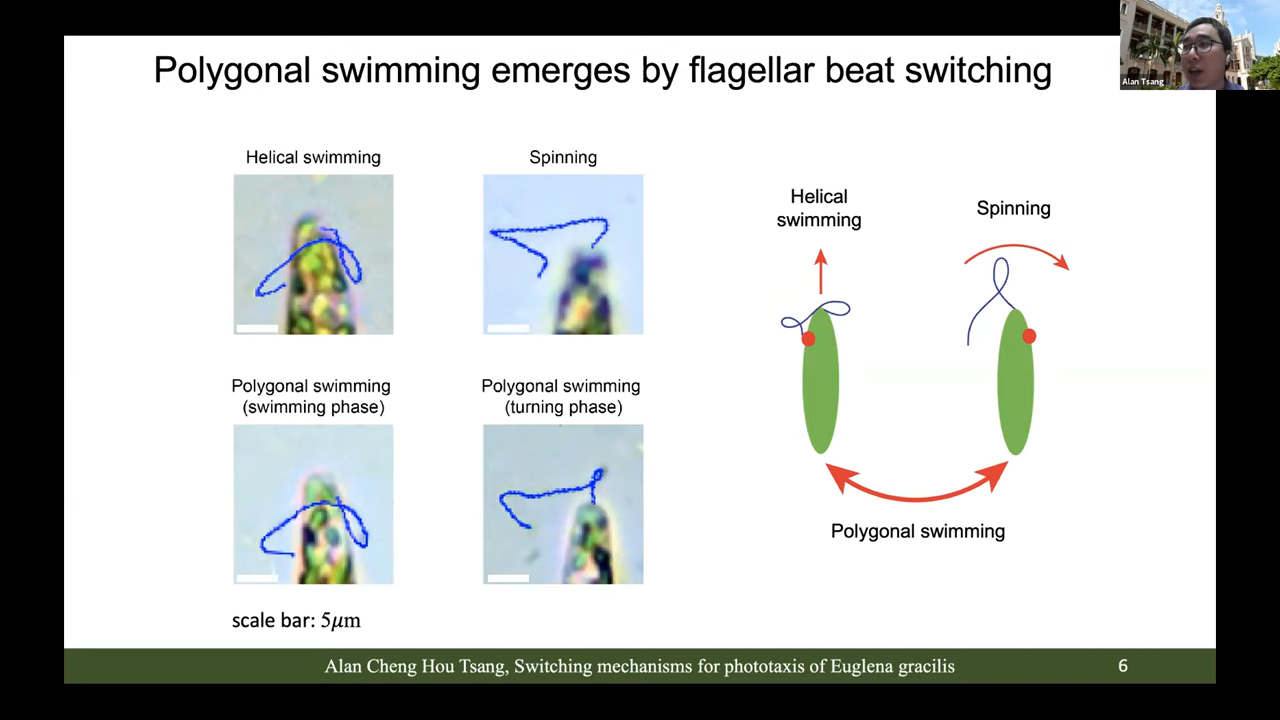 Polygonal swimming emerges by flagellar beat switching
Alan Tsang
Helical swimming
Spinning
Polygonal swimming
(swimming phase)
Polygonal swimming
(turning phase)
scale bar: 5μm
Helical
swimming
Spinning
Polygonal swimming
Alan Cheng Hou Tsang, Switching mechanisms for phototaxis of Euglena gracilis
6